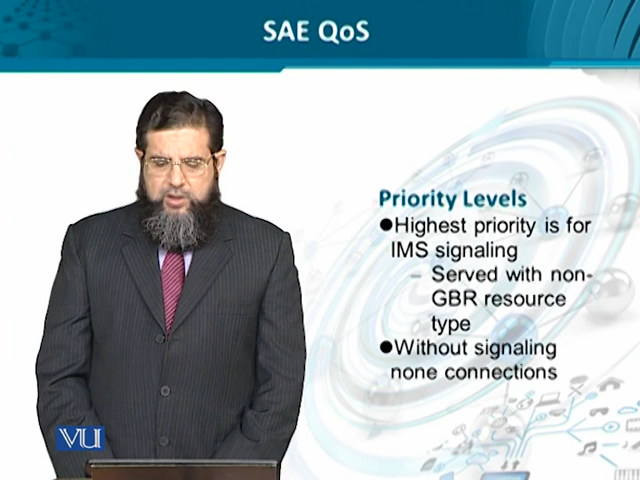 SAE QoS
Priority Levels
●Highest priority is for
IMS signaling
– Served with non-
GBR resource
type
●Without signaling
none connections
VU